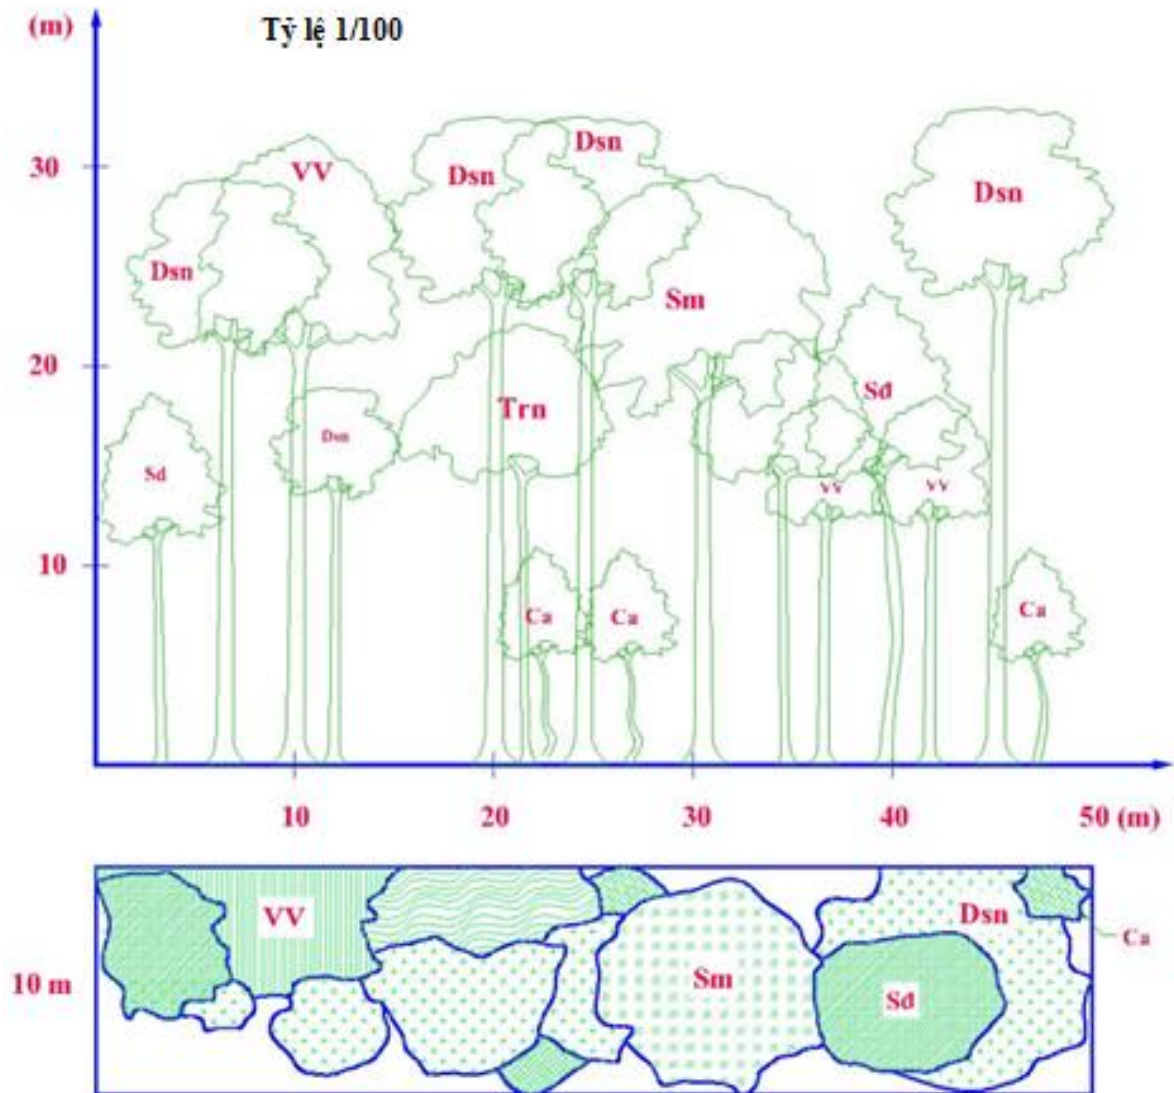 (m)
Tỷ lệ 1/100
30
VV
Dsn
Dsn
Dsn
Dsn
Sm
20
Trn
Sđ
Dsn
Sd
VV
VV
10
Ca
Ca
Ca
10
20
30
40
50 (m)
VV
Dsn
Ca
10 m
Sm
Sđ